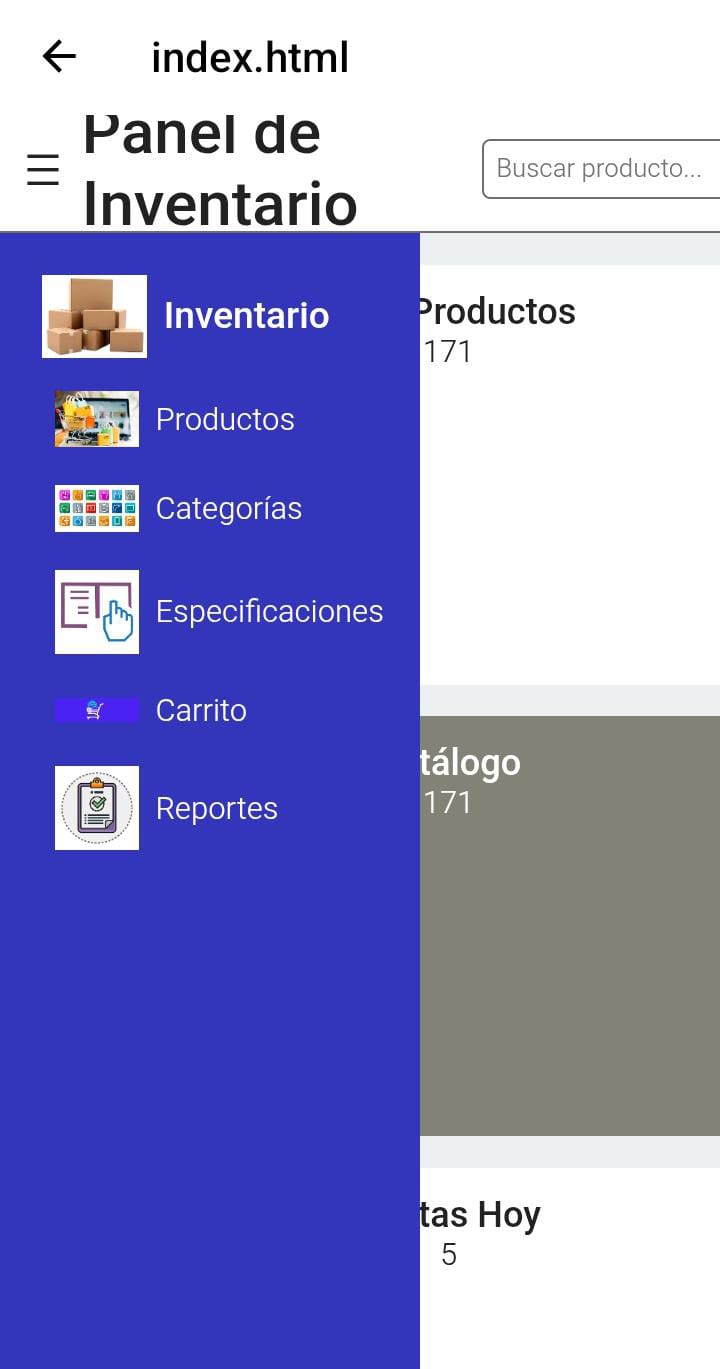 index.html
Panel de
Inventario
Buscar producto...
Inventario
Productos
Categorías
Especificaciones
Carrito
Reportes
Productos
171
tálogo
171
tas Hoy
5